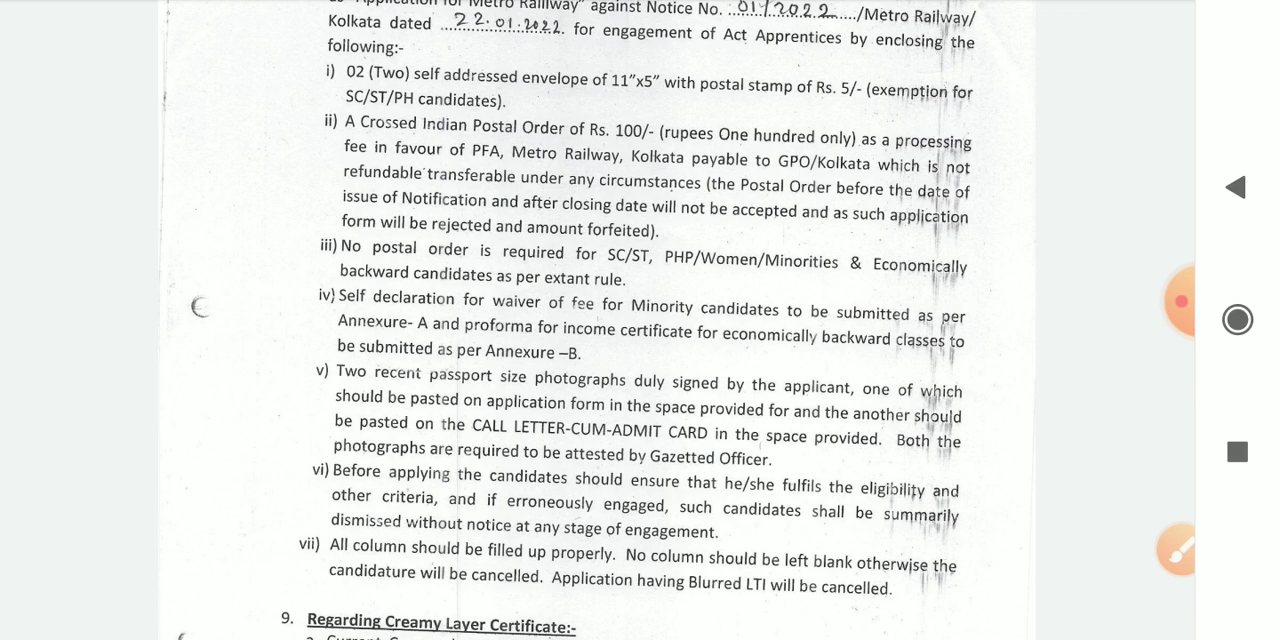 "Application for Metro Railway" against Notice No. 01/2022 /Metro Railway/
Kolkata dated 22.01.2022. for engagement of Act Apprentices by enclosing the
following:-
i) 02 (Two) self addressed envelope of 11”x5” with postal stamp of Rs. 5/- (exemption for
SC/ST/PH candidates).
ii) A Crossed Indian Postal Order of Rs. 100/- (rupees One hundred only) as a processing
fee in favour of PFA, Metro Railway, Kolkata payable to GPO/Kolkata which is not
refundable transferable under any circumstances (the Postal Order before the date of
issue of Notification and after closing date will not be accepted and as such application
form will be rejected and amount forfeited).
iii) No postal order is required for SC/ST, PHP/Women/Minorities & Economically
backward candidates as per extant rule.
iv) Self declaration for waiver of fee for Minority candidates to be submitted as per
Annexure- A and proforma for income certificate for economically backward classes to
be submitted as per Annexure –B.
v) Two recent passport size photographs duly signed by the applicant, one of which
should be pasted on application form in the space provided for and the another should
be pasted on the CALL LETTER-CUM-ADMIT CARD in the space provided. Both the
photographs are required to be attested by Gazetted Officer.
vi) Before applying the candidates should ensure that he/she fulfils the eligibility and
other criteria, and if erroneously engaged, such candidates shall be summarily
dismissed without notice at any stage of engagement.
vii) All column should be filled up properly. No column should be left blank otherwise the
candidature will be cancelled. Application having Blurred LTI will be cancelled.
9. Regarding Creamy Layer Certificate:-